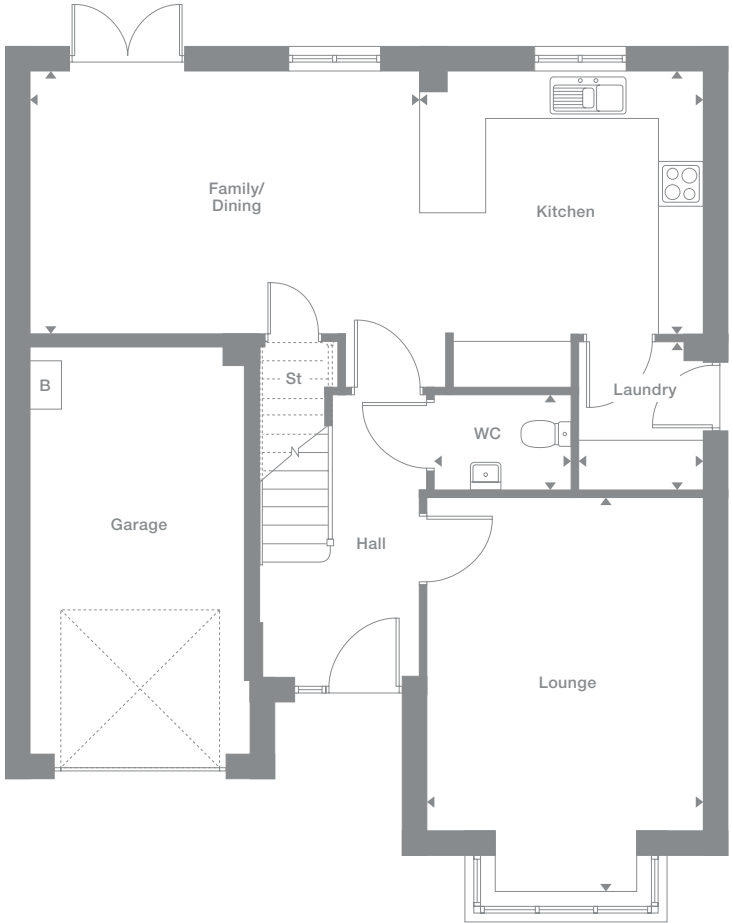 Family/
Dining
Kitchen
B
St
Laundry
WC
Garage
Hall
Lounge